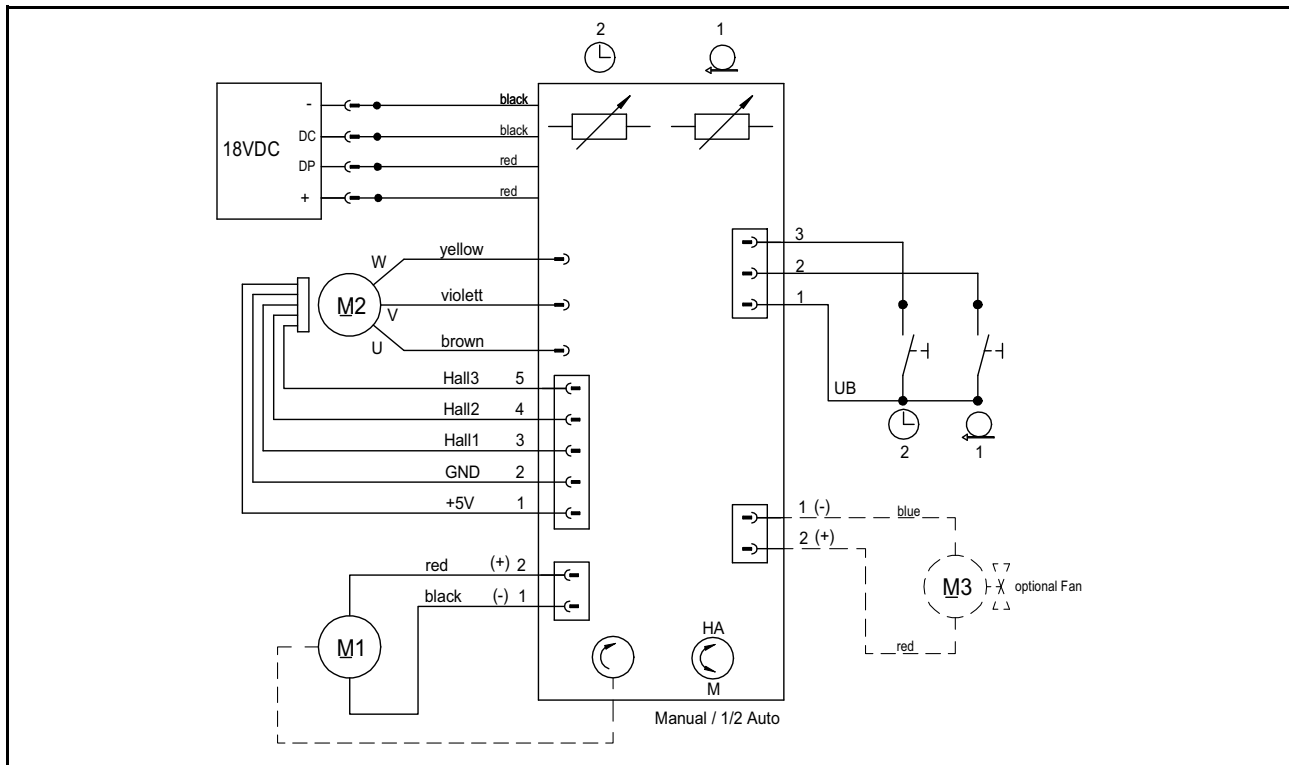 2
1
18VDC
-
black
DC
black
DP
red
+
red
W
yellow
M2
V
violett
U
brown
Hall3 5
Hall2 4
Hall1 3
GND 2
+5V 1
red (+) 2
black (-) 1
M1
HA
M
Manual / 1/2 Auto
3
2
1
UB
2
1
1 (-) blue
2 (+)
M3
optional Fan
red